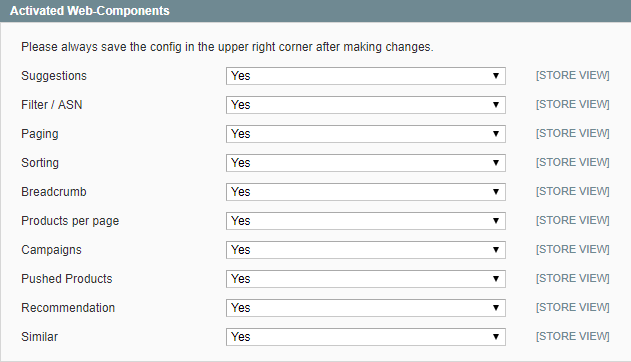 Activated Web-Components
Please always save the config in the upper right corner after making changes.
Suggestions Yes [STORE VIEW]
Filter / ASN Yes [STORE VIEW]
Paging Yes [STORE VIEW]
Sorting Yes [STORE VIEW]
Breadcrumb Yes [STORE VIEW]
Products per page Yes [STORE VIEW]
Campaigns Yes [STORE VIEW]
Pushed Products Yes [STORE VIEW]
Recommendation Yes [STORE VIEW]
Similar Yes [STORE VIEW]